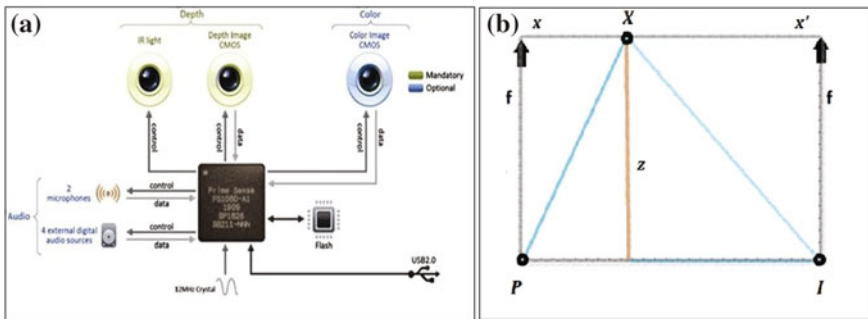 (a)
Depth
Color
IR light
Depth Image
CMOS
Color Image
CMOS
Mandatory
Optional
control
control
data
control
data
2
microphones
control
data
Audio
4 external digital
audio sources
control
data
Prime Sense
PS1080-A1
Flash
USB2.0
12MHz Crystal
(b)
x
X
x'
f
f
z
P
I